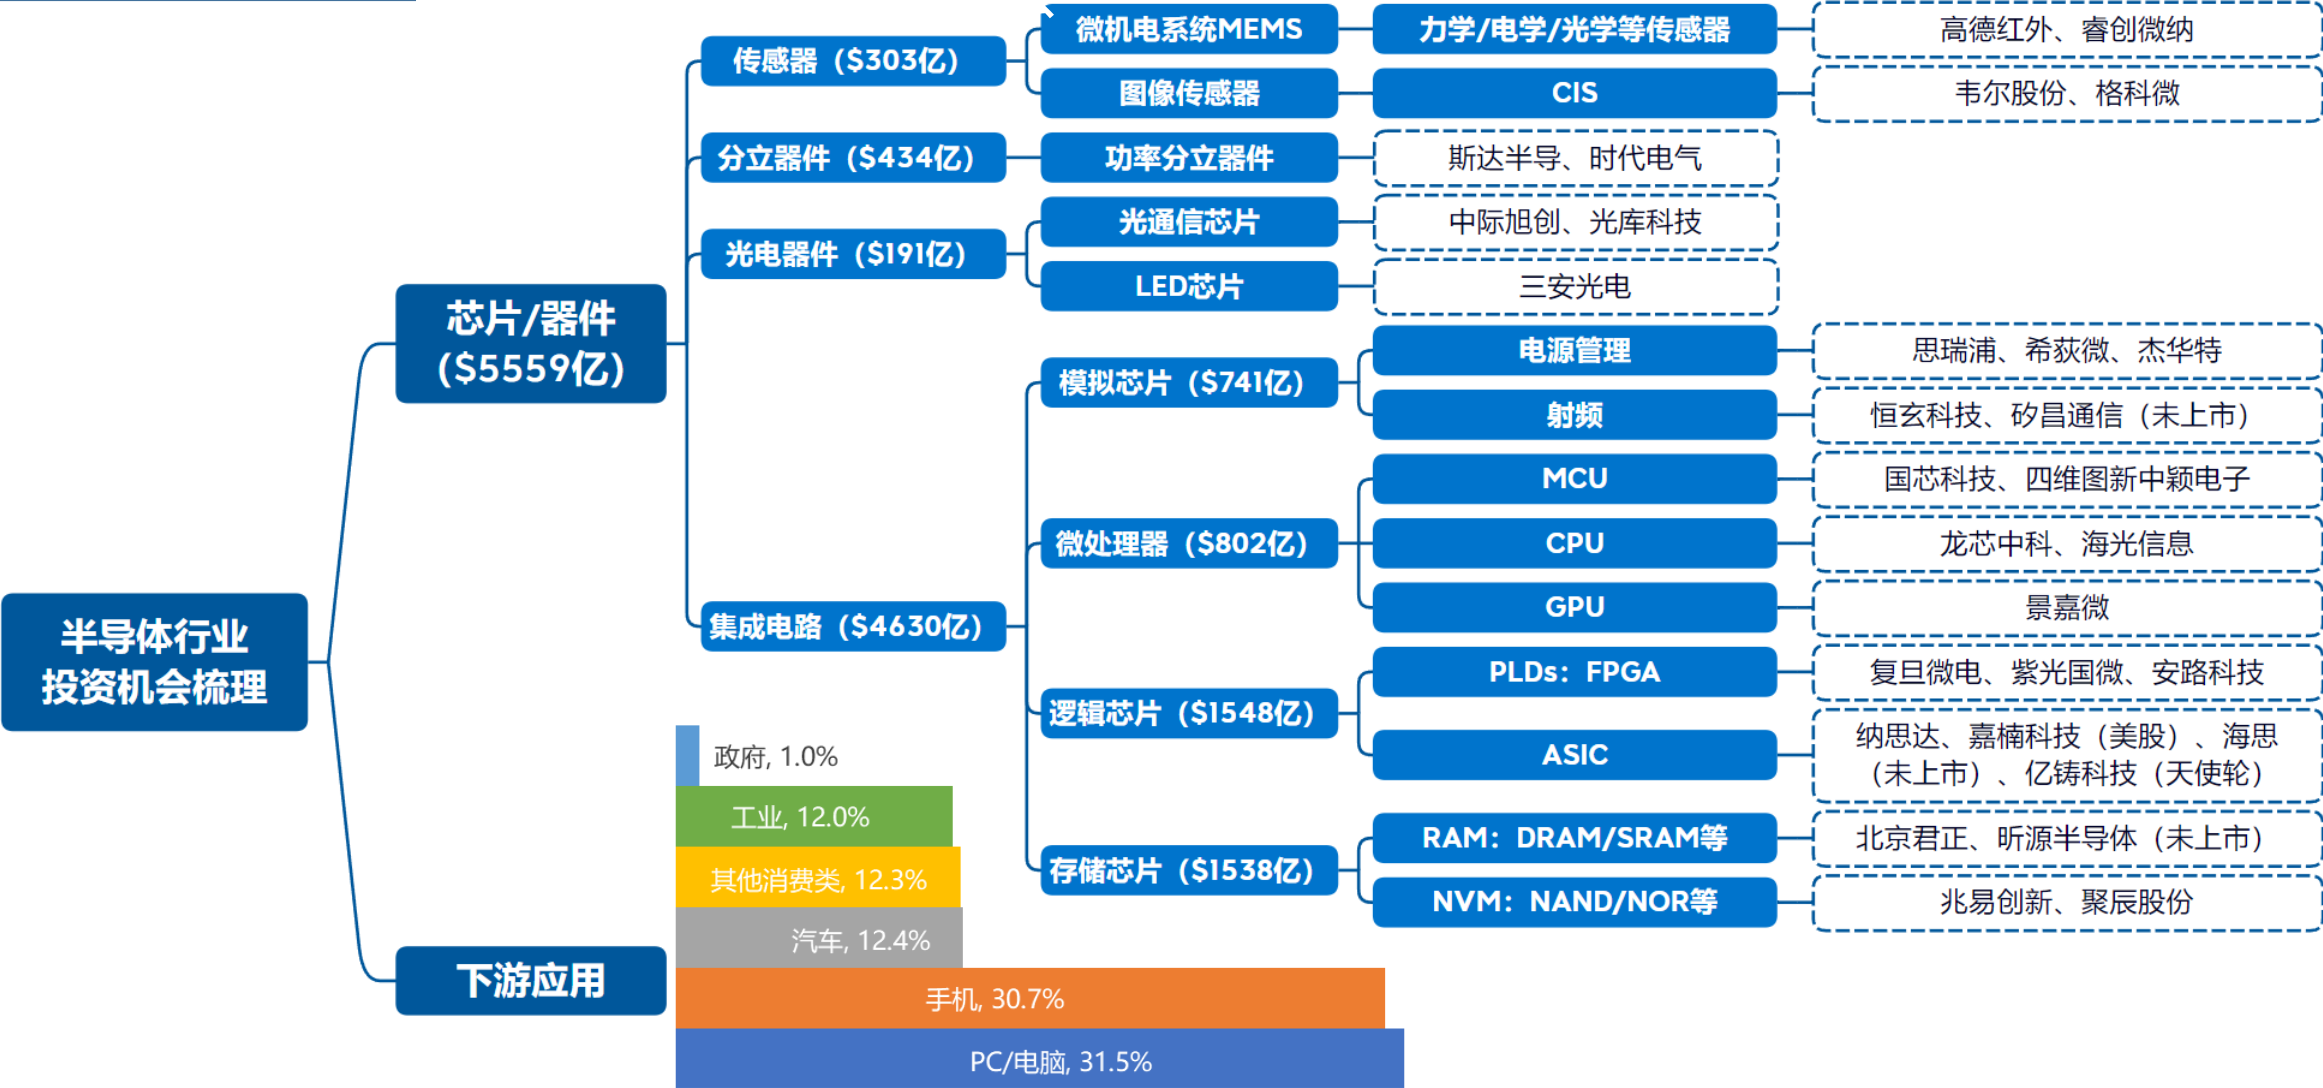 半导体行业
投资机会梳理
芯片/器件
($5559亿)
传感器（$303亿）
微机电系统MEMS
力学/电学/光学等传感器
高德红外、睿创微纳
图像传感器
CIS
韦尔股份、格科微
分立器件（$434亿）
功率分立器件
斯达半导、时代电气
光电器件（$191亿）
光通信芯片
中际旭创、光库科技
LED芯片
三安光电
集成电路（$4630亿）
模拟芯片（$741亿）
电源管理
思瑞浦、希荻微、杰华特
射频
恒玄科技、矽昌通信（未上市）
微处理器（$802亿）
MCU
国芯科技、四维图新中颖电子
CPU
龙芯中科、海光信息
GPU
景嘉微
逻辑芯片（$1548亿）
PLDs：FPGA
复旦微电、紫光国微、安路科技
ASIC
纳思达、嘉楠科技（美股）、海思
（未上市）、亿铸科技（天使轮）
存储芯片（$1538亿）
RAM：DRAM/SRAM等
北京君正、昕源半导体（未上市）
NVM：NAND/NOR等
兆易创新、聚辰股份
下游应用
政府, 1.0%
工业, 12.0%
其他消费类, 12.3%
汽车, 12.4%
手机, 30.7%
PC/电脑, 31.5%